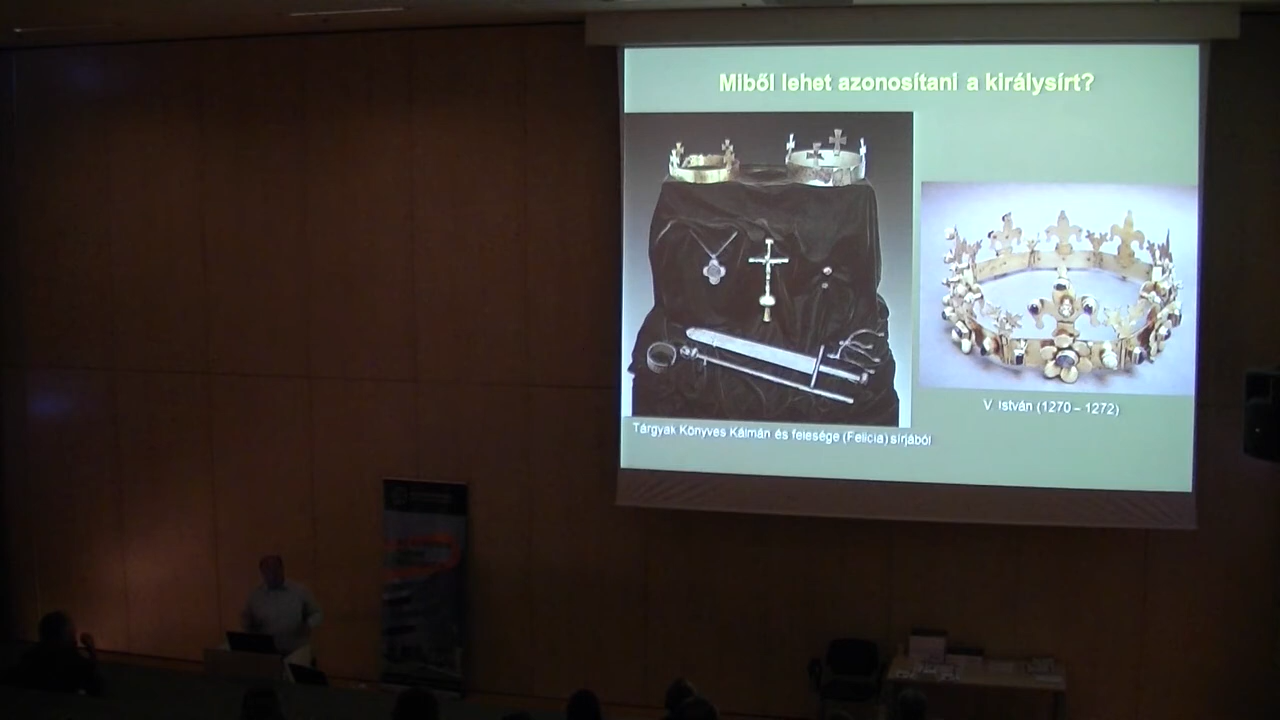 Miből lehet azonosítani a királysírt?
V. István (1270 – 1272)
Tárgyak Könyves Kálmán és felesége (Felícia) sírjából